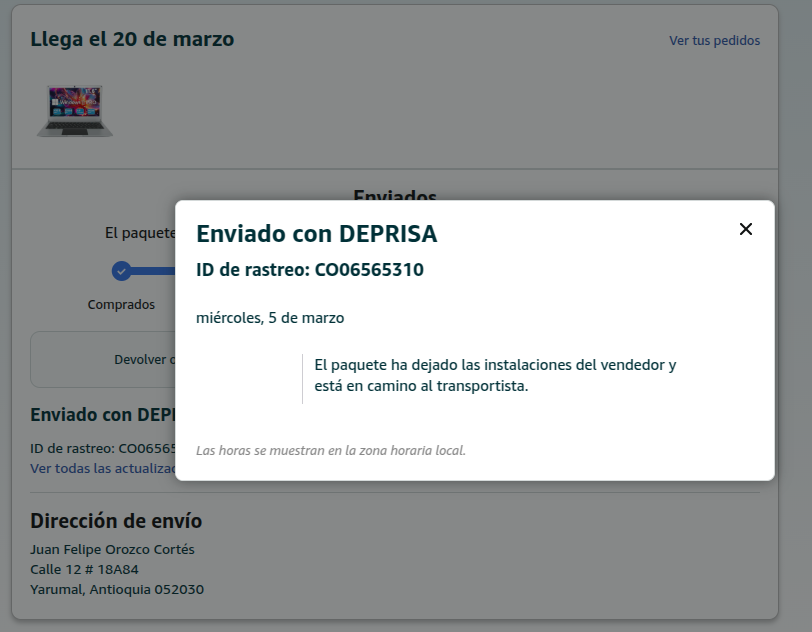 Llega el 20 de marzo
Ver tus pedidos
Enviados
El paquete
Enviado con DEPRISA
ID de rastreo: CO06565310
miércoles, 5 de marzo
El paquete ha dejado las instalaciones del vendedor y
está en camino al transportista.
Las horas se muestran en la zona horaria local.
Comprados
Devolver
Enviado con
ID de rastreo:
Ver todas las
Dirección de envío
Juan Felipe Orozco Cortés
Calle 12 # 18A84
Yarumal, Antioquia 052030